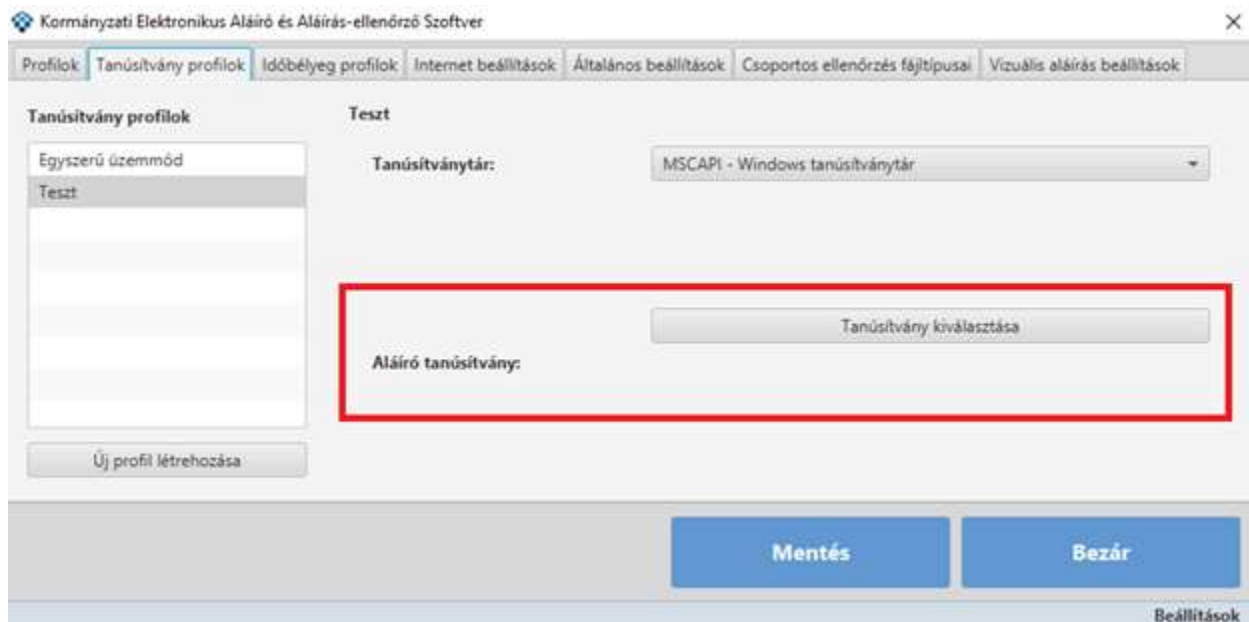 Kormányzati Elektronikus Aláíró és Aláírás-ellenőrző Szoftver
Profilok Tanúsítvány profilok Időbélyeg profilok Internet beállítások Általános beállítások Csoportos ellenőrzés fájltípusai Vizuális aláírás beállítások
Tanúsítvány profilok
Egyszerű üzemmód
Teszt
Új profil létrehozása
Teszt
Tanúsítványtár: MSCAPI - Windows tanúsítványtár
Tanúsítvány kiválasztása
Aláíró tanúsítvány:
Mentés Bezár
Beállítások